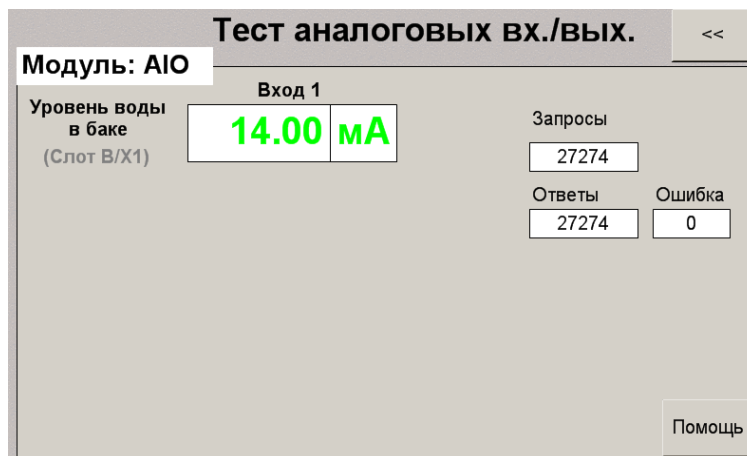 Тест аналоговых вх./вых.
<<
Модуль: AIO
Вход 1
Уровень воды
в баке
(Слот B/X1)
14.00 мА
Запросы
27274
Ответы
Ошибка
27274
0
Помощь